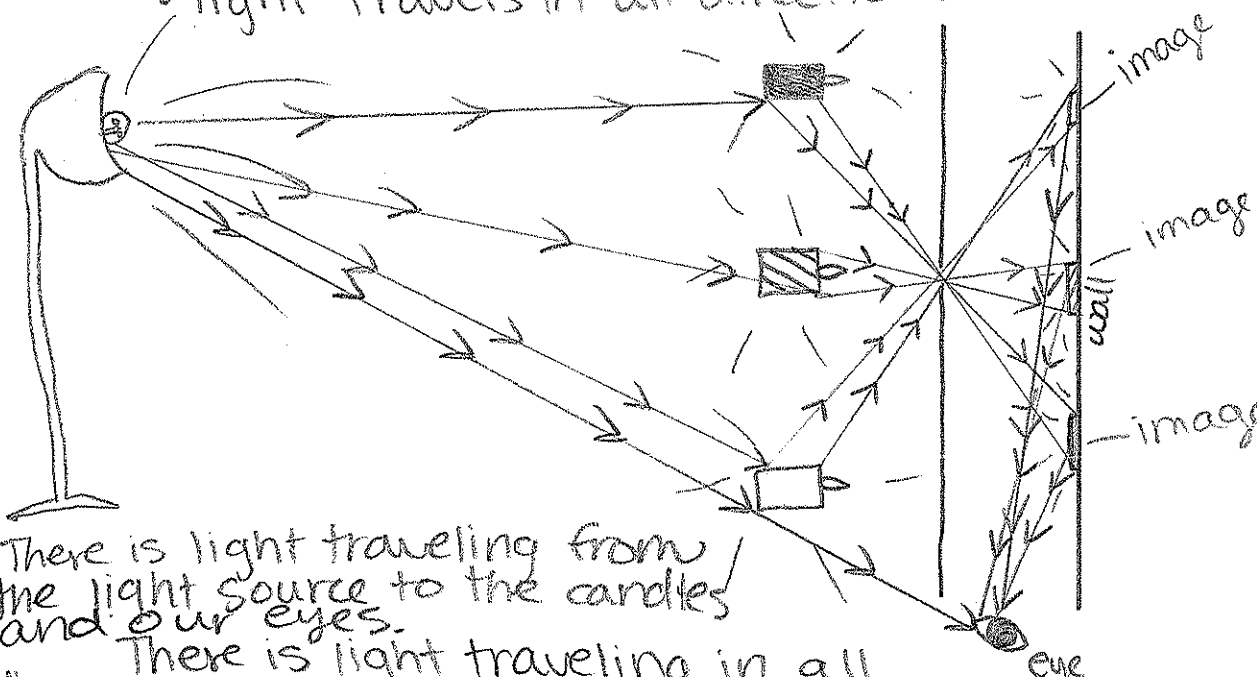 light travels in all
image
image
wall
image
There is light traveling from
the light source to the candles
and our eyes.
There is light traveling in all
eye